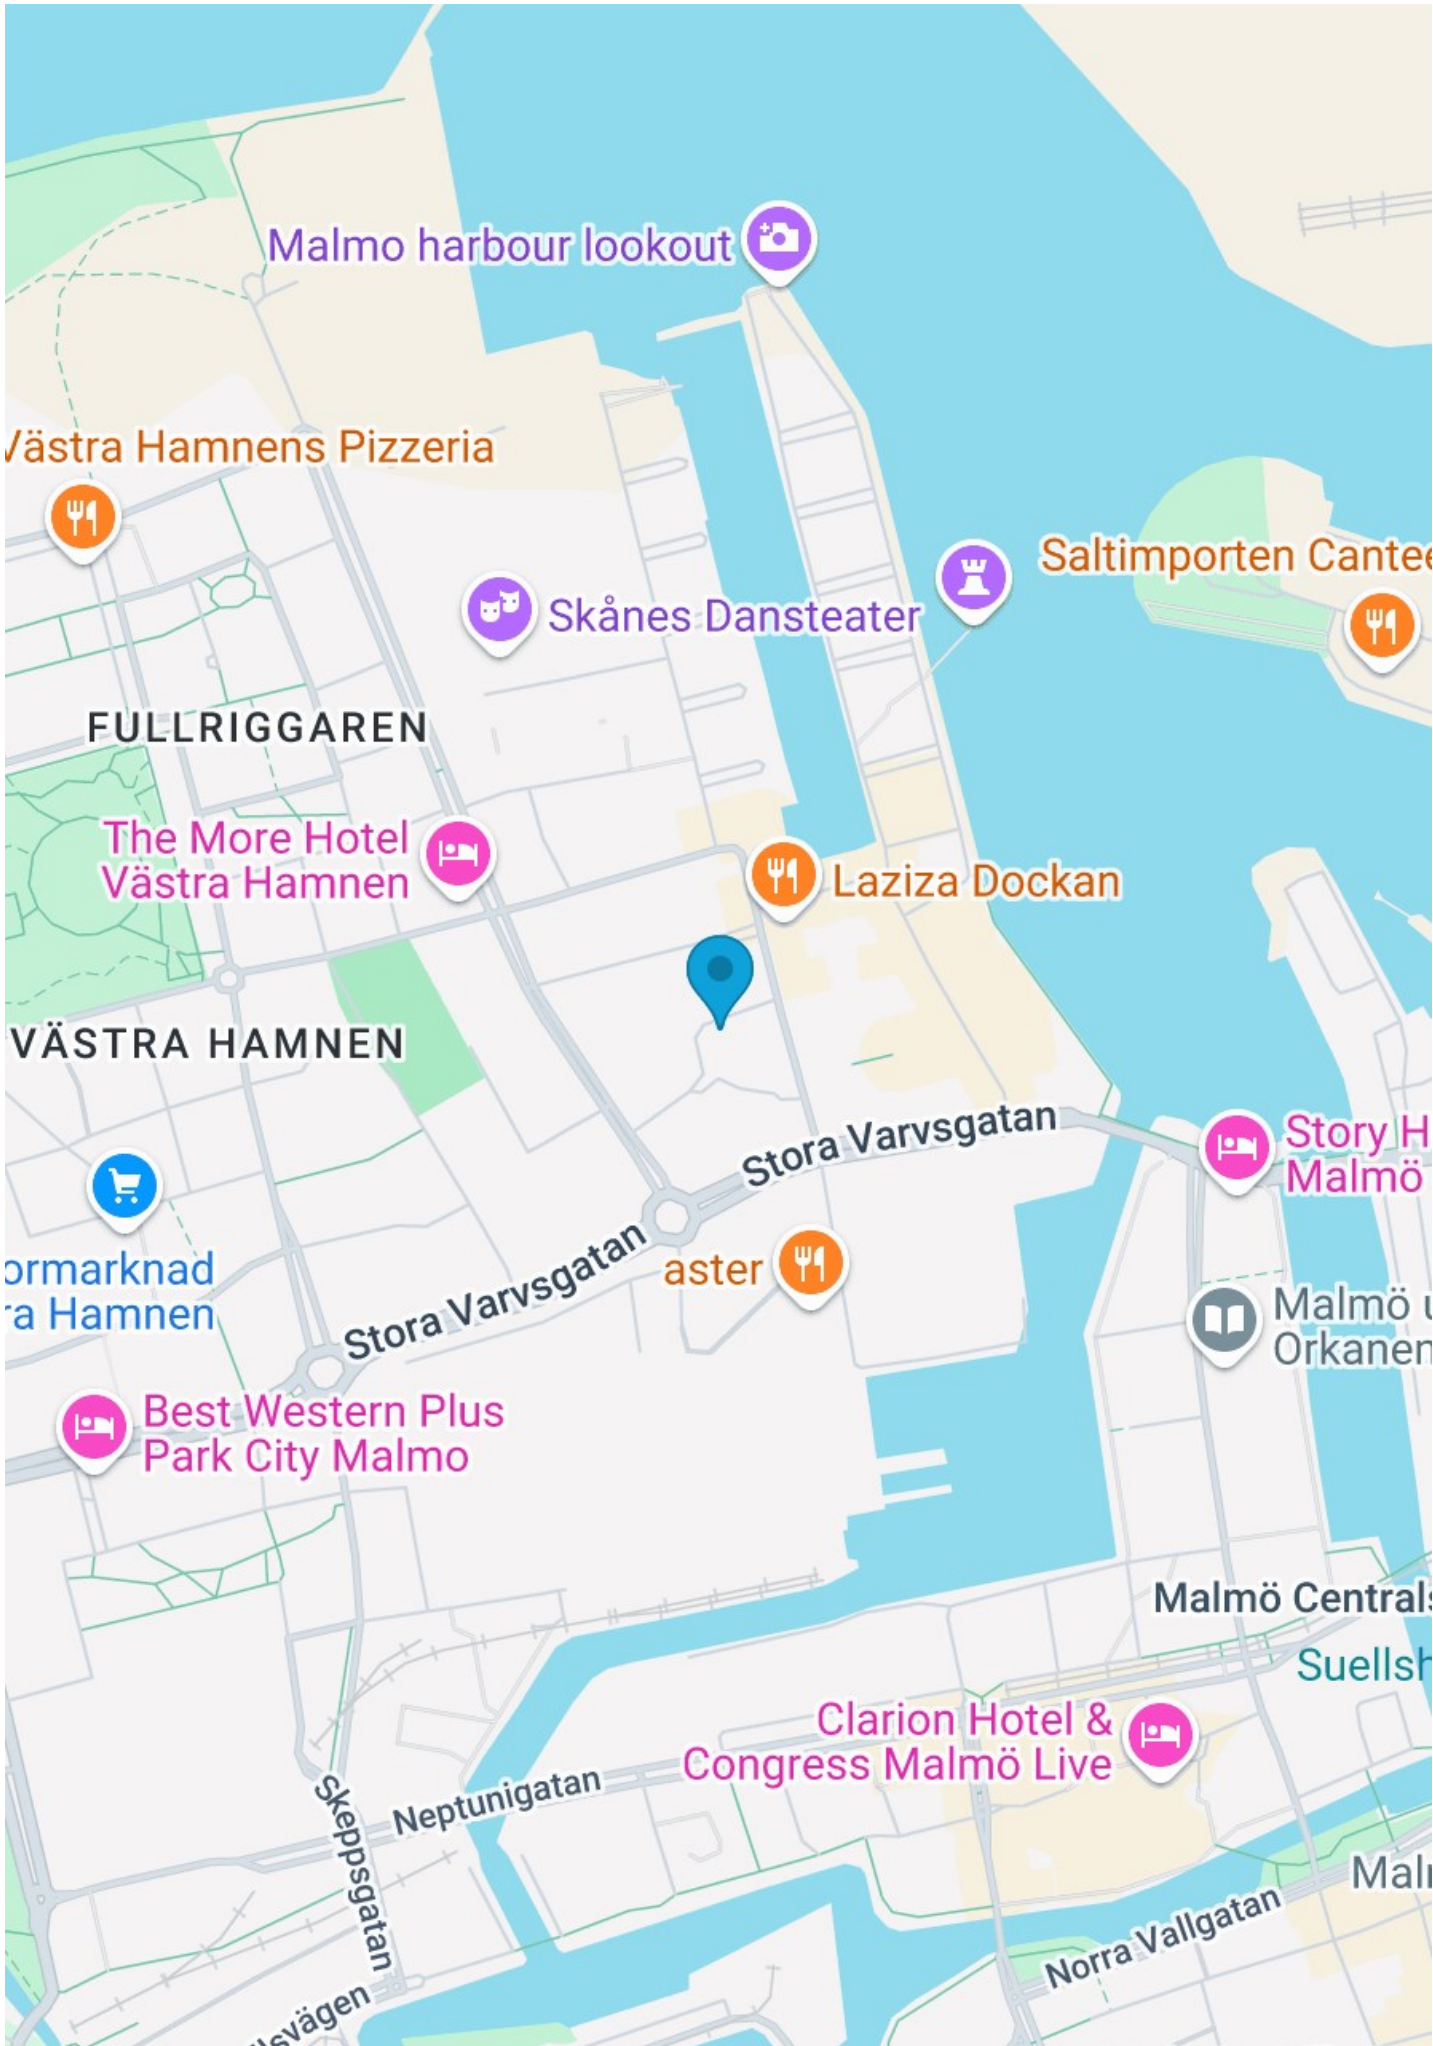 Malmo harbour lookout
Västra Hamnens Pizzeria
Saltimporten Cantee
Skånes Dansteater
FULLRIGGAREN
The More Hotel
Västra Hamnen
Laziza Dockan
VÄSTRA HAMNEN
Stora Varvsgatan
Story H
Malmö
ormarknad
ra Hamnen
aster
Stora Varvsgatan
Malmö u
Orkanen
Best Western Plus
Park City Malmo
Malmö Centrals
Suellsh
Clarion Hotel &
Congress Malmö Live
Neptunigatan
Skeppsgatan
Malı
Norra Vallgatan
llsvägen